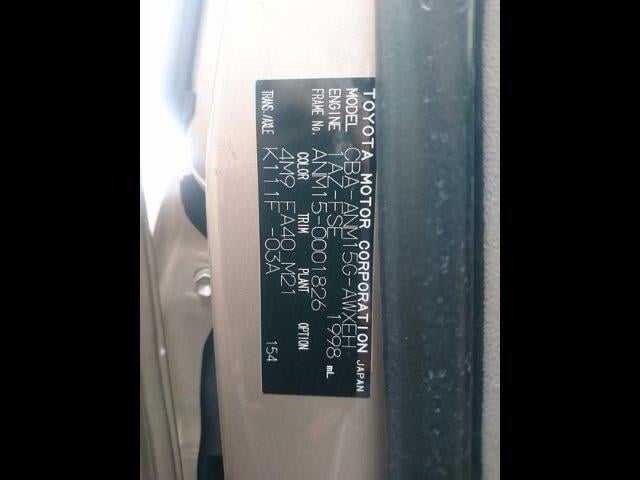 TOYOTA MOTOR CORPORATION JAPAN
MODEL CBA-ANM15G-AWXEH
ENGINE 1AZ-FSE 1998 mL
FRAME No. ANM15-0001826
COLOR TRIM PLANT OPTION
4M9 FA40 M21
TRANS./AXLE K111F -03A 154